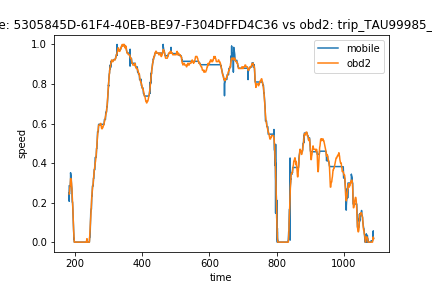 e: 5305845D-61F4-40EB-BE97-F304DFFD4C36 vs obd2: trip_TAU99985_
mobile
obd2
1.0
0.8
0.6
0.4
0.2
0.0
speed
200 400 600 800 1000
time